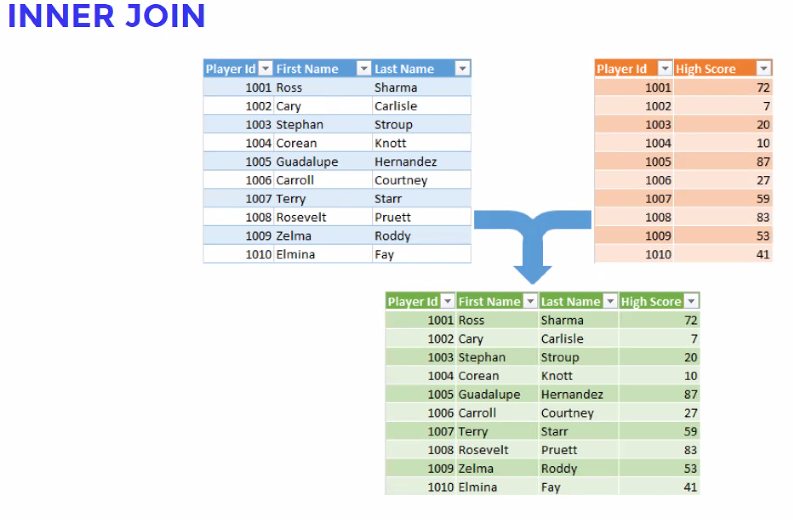 INNER JOIN
Player Id First Name Last Name
1001 Ross Sharma
1002 Cary Carlisle
1003 Stephan Stroup
1004 Corean Knott
1005 Guadalupe Hernandez
1006 Carroll Courtney
1007 Terry Starr
1008 Rosevelt Pruett
1009 Zelma Roddy
1010 Elmina Fay
Player Id High Score
1001 72
1002 7
1003 20
1004 10
1005 87
1006 27
1007 59
1008 83
1009 53
1010 41
Player Id First Name Last Name High Score
1001 Ross Sharma 72
1002 Cary Carlisle 7
1003 Stephan Stroup 20
1004 Corean Knott 10
1005 Guadalupe Hernandez 87
1006 Carroll Courtney 27
1007 Terry Starr 59
1008 Rosevelt Pruett 83
1009 Zelma Roddy 53
1010 Elmina Fay 41